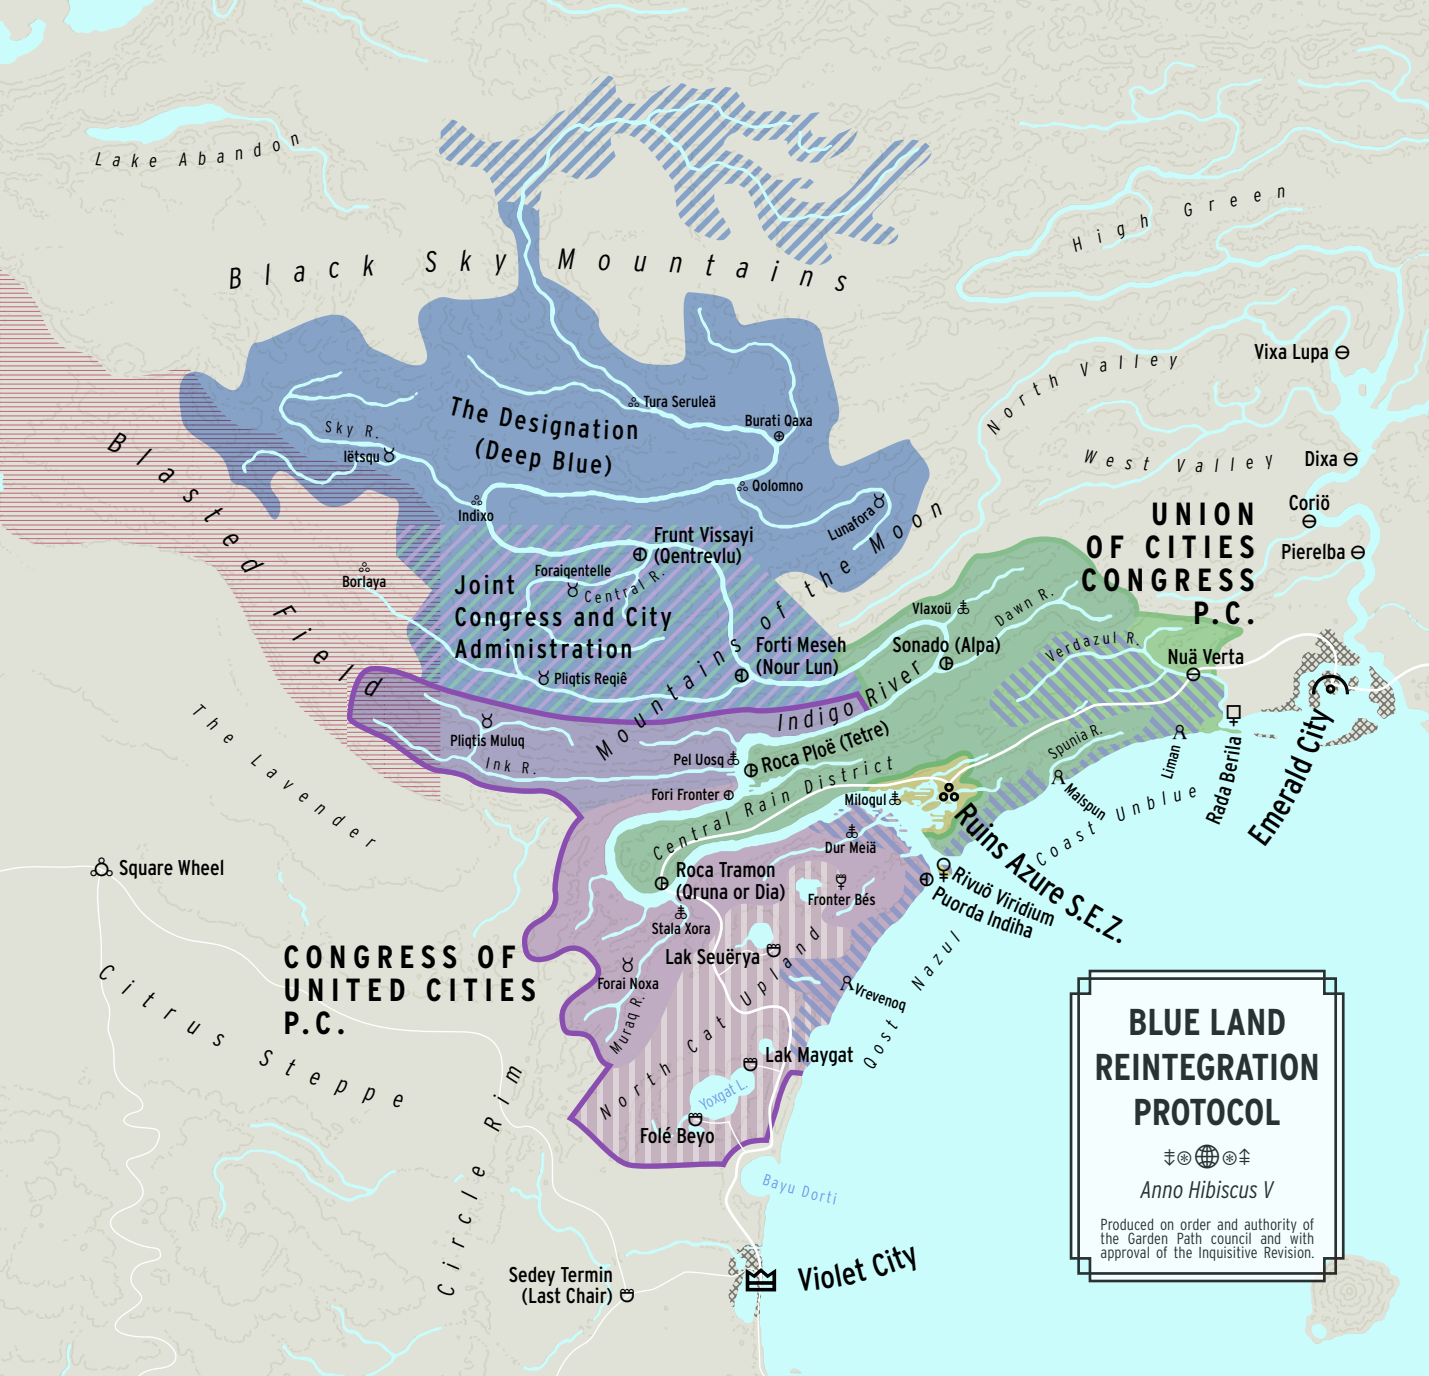 Lake Abandon
High Green
Black Sky Mountains
North Valley
Vixa Lupa
Tura Seruleä
The Designation
(Deep Blue)
Burati Qaxa
Sky R.
Iëtsqu
Blasted Field
West Valley
Dixa
Qolomno
Coriö
Indixo
Lunafora
UNION
OF CITIES
CONGRESS
P.C.
Pierelba
Frunt Vissayi
(Qentrevlu)
Foraiqentelle
Central R.
Borlaya
Joint
Congress and City
Administration
Mountains of the Moon
Vlaxoü
Dawn R.
Sonado (Alpa)
Verdazul R.
Forti Meseh
(Nour Lun)
Nuä Verta
Pliqtis Reqiê
Indigo River
Pliqtis Muluq
Ink R.
Pel Uosq
Roca Ploë (Tetre)
Spunia R.
Liman
Rada Berila
Emerald City
The Lavender
Fori Fronter
Central Rain District
Miloqul
Malspun
Coast Unblue
Ruins Azure S.E.Z.
Dur Meiä
Square Wheel
Roca Tramon
(Qruna or Dia)
Fronter Bés
Rivuö Viridium
Puorda Indiha
Stala Xora
CONGRESS OF
UNITED CITIES
P.C.
Lak Seuërya
Forai Noxa
Muraq R.
Vrevenoq
Qost Nazul
Citrus Steppe
North Cat Upland
Lak Maygat
Yoxgat L.
Folé Beyo
Circle Rim
Bayu Dorti
Violet City
Sedey Termin
(Last Chair)
BLUE LAND
REINTEGRATION
PROTOCOL
Anno Hibiscus V
Produced on order and authority of
the Garden Path council and with
approval of the Inquisitive Revision.